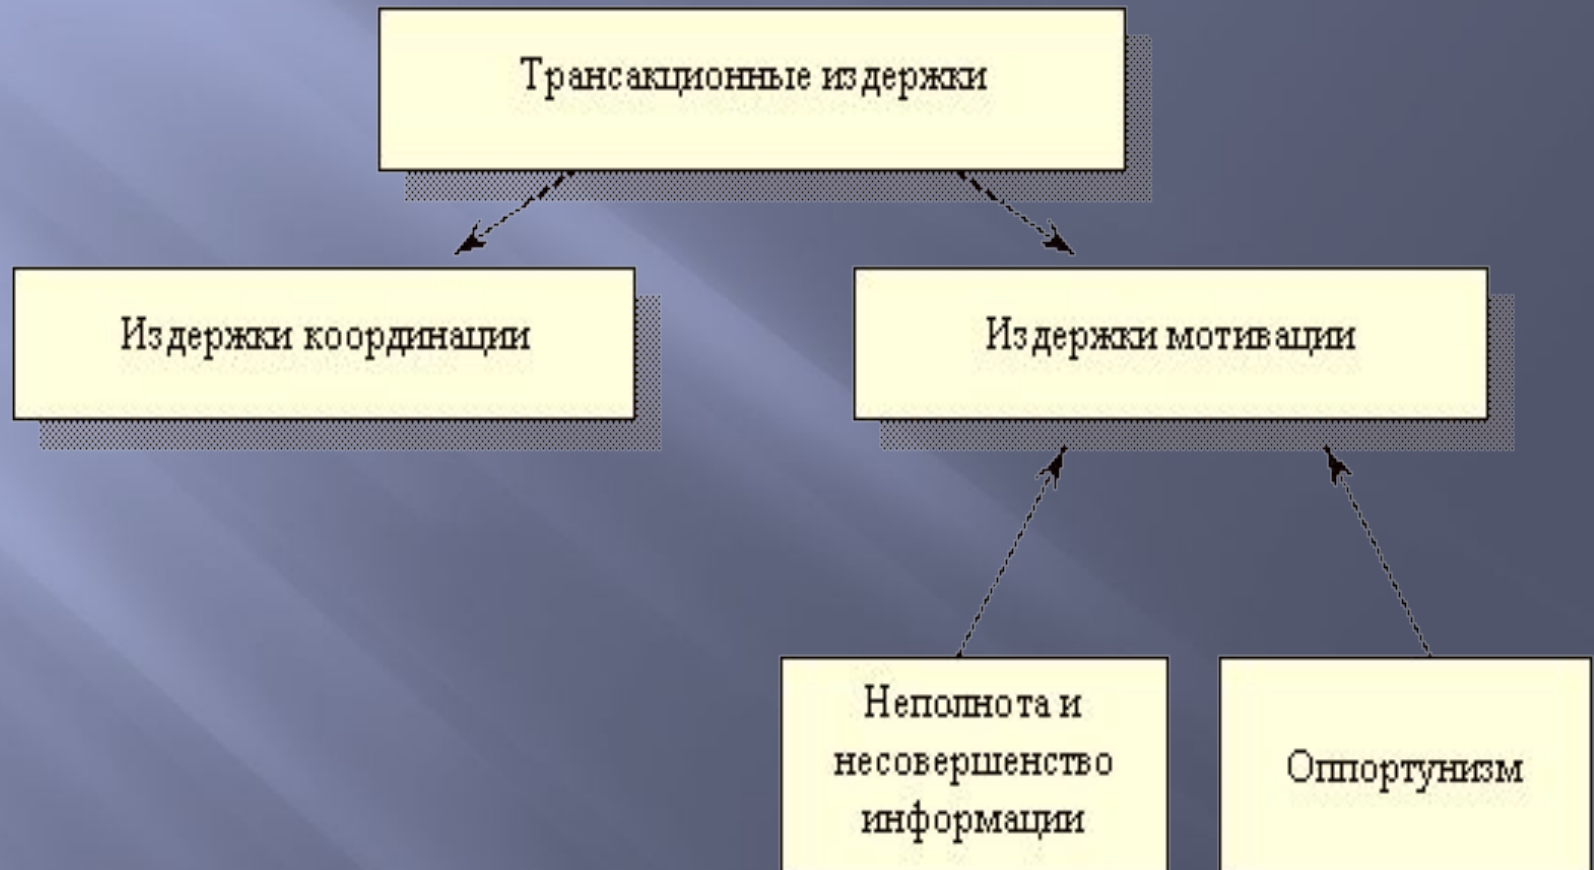 Трансакционные издержки
Издержки координации
Издержки мотивации
Неполнота и
несовершенство
информации
Оппортунизм